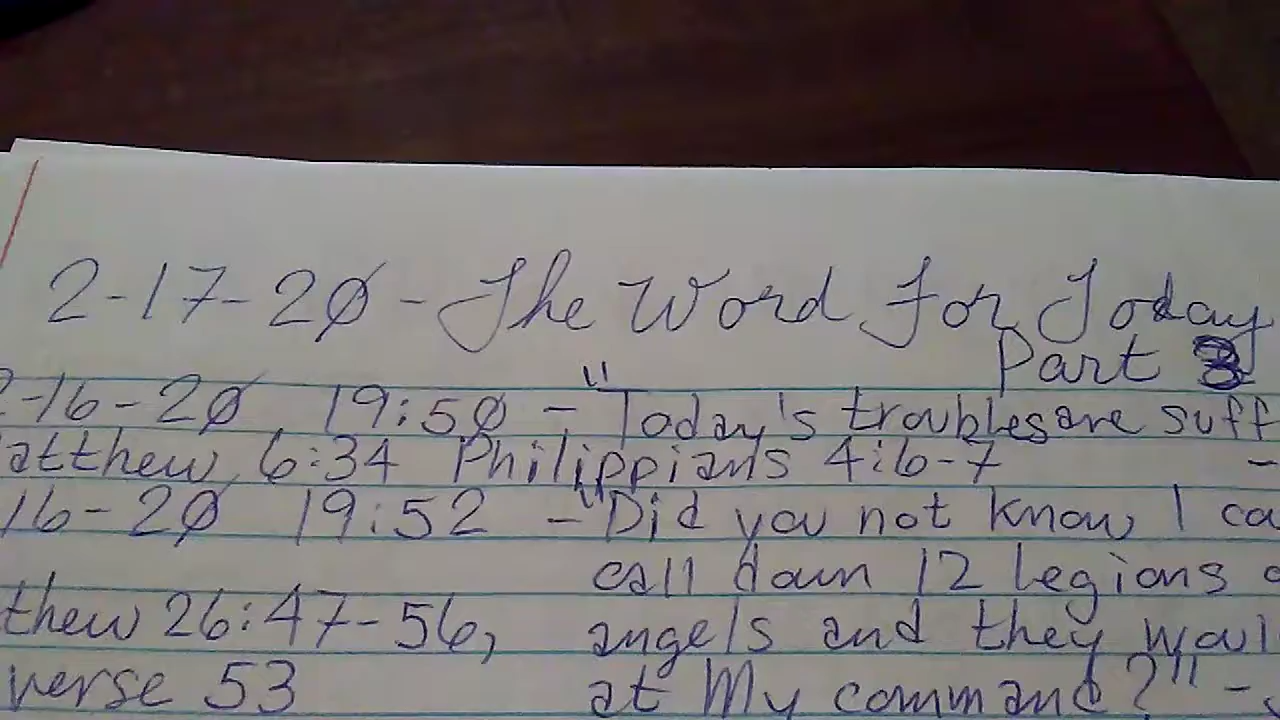 2-17-2Ø - The Word For Today
Part 3
2-16-2Ø 19:5Ø - "Today's troubles are suff
atthew 6:34 Philippians 4:6-7 -
16-2Ø 19:52 - "Did you not know I ca
call down 12 legions o
thew 26:47-56, angels and they woul
verse 53 at My command?" -